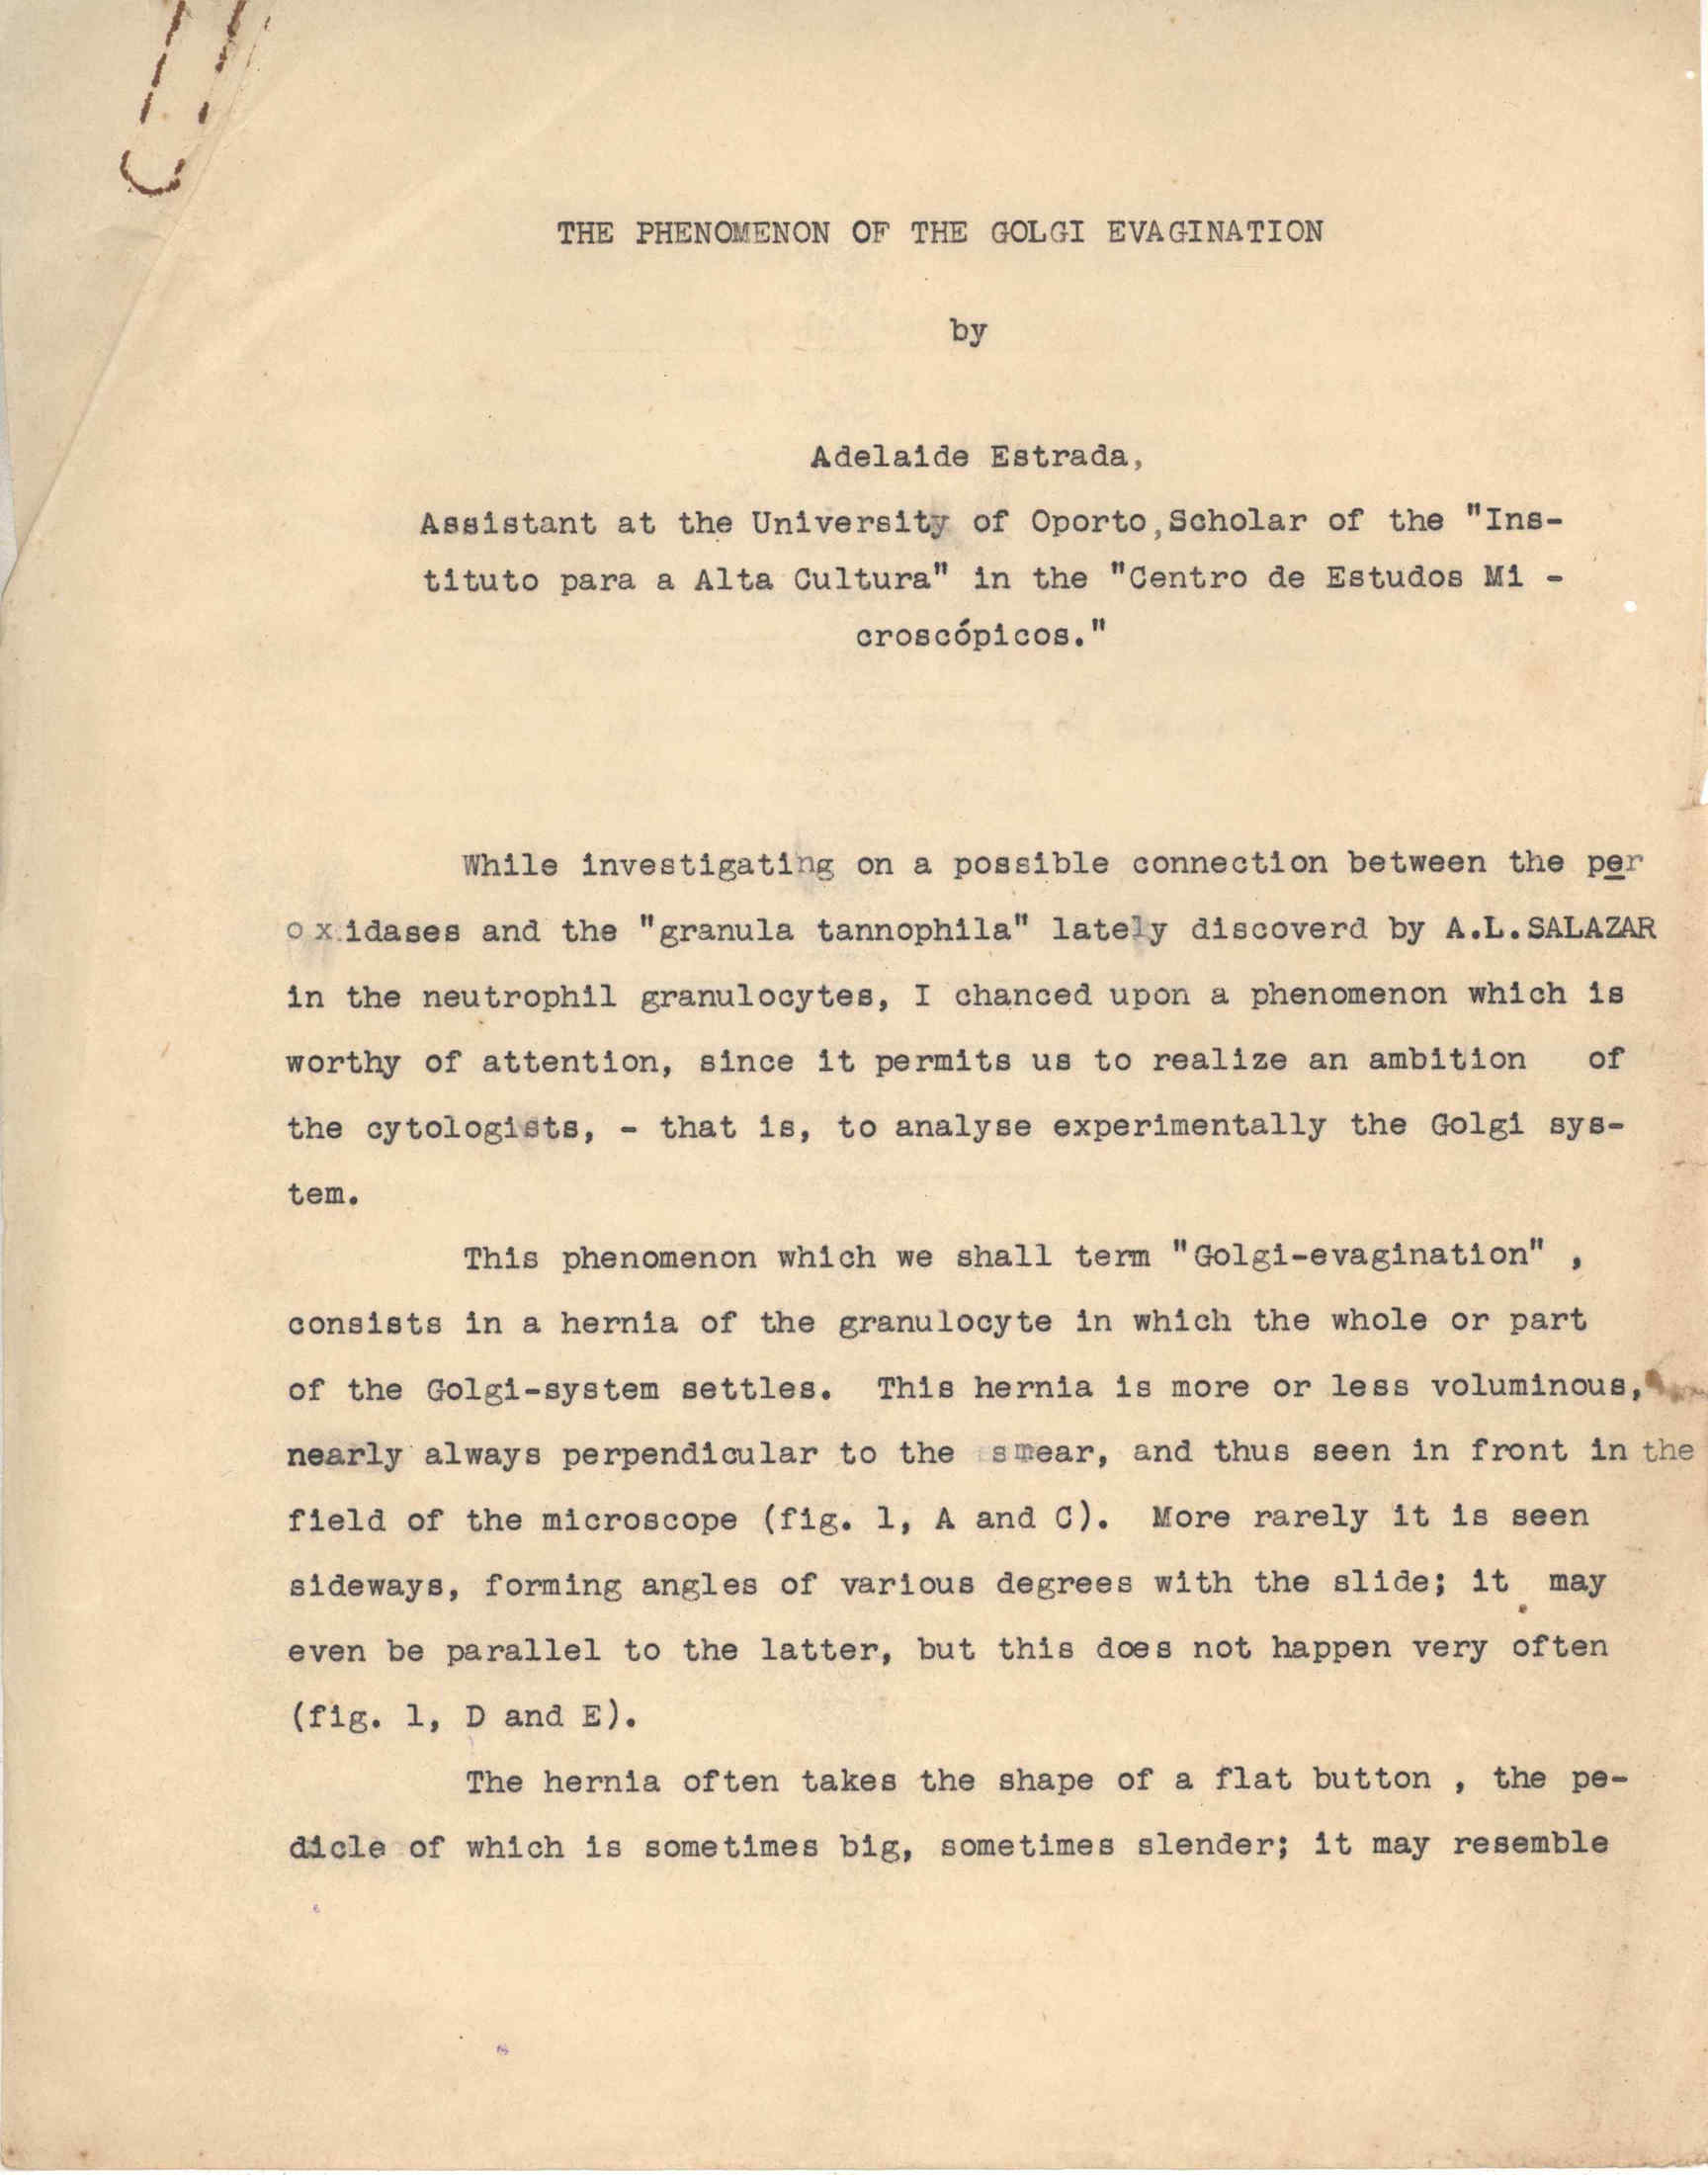 THE PHENOMENON OF THE GOLGI EVAGINATION
by
Adelaide Estrada,
Assistant at the University of Oporto,Scholar of the "Ins-
tituto para a Alta Cultura" in the "Centro de Estudos Mi -
croscópicos."
While investigating on a possible connection between the per
oxidases and the "granula tannophila" lately discoverd by A.L.SALAZAR
in the neutrophil granulocytes, I chanced upon a phenomenon which is
worthy of attention, since it permits us to realize an ambition of
the cytologists, - that is, to analyse experimentally the Golgi sys-
tem.
This phenomenon which we shall term "Golgi-evagination" ,
consists in a hernia of the granulocyte in which the whole or part
of the Golgi-system settles. This hernia is more or less voluminous,
nearly always perpendicular to the smear, and thus seen in front in the
field of the microscope (fig. 1, A and C). More rarely it is seen
sideways, forming angles of various degrees with the slide; it may
even be parallel to the latter, but this does not happen very often
(fig. 1, D and E).
The hernia often takes the shape of a flat button , the pe-
dicle of which is sometimes big, sometimes slender; it may resemble